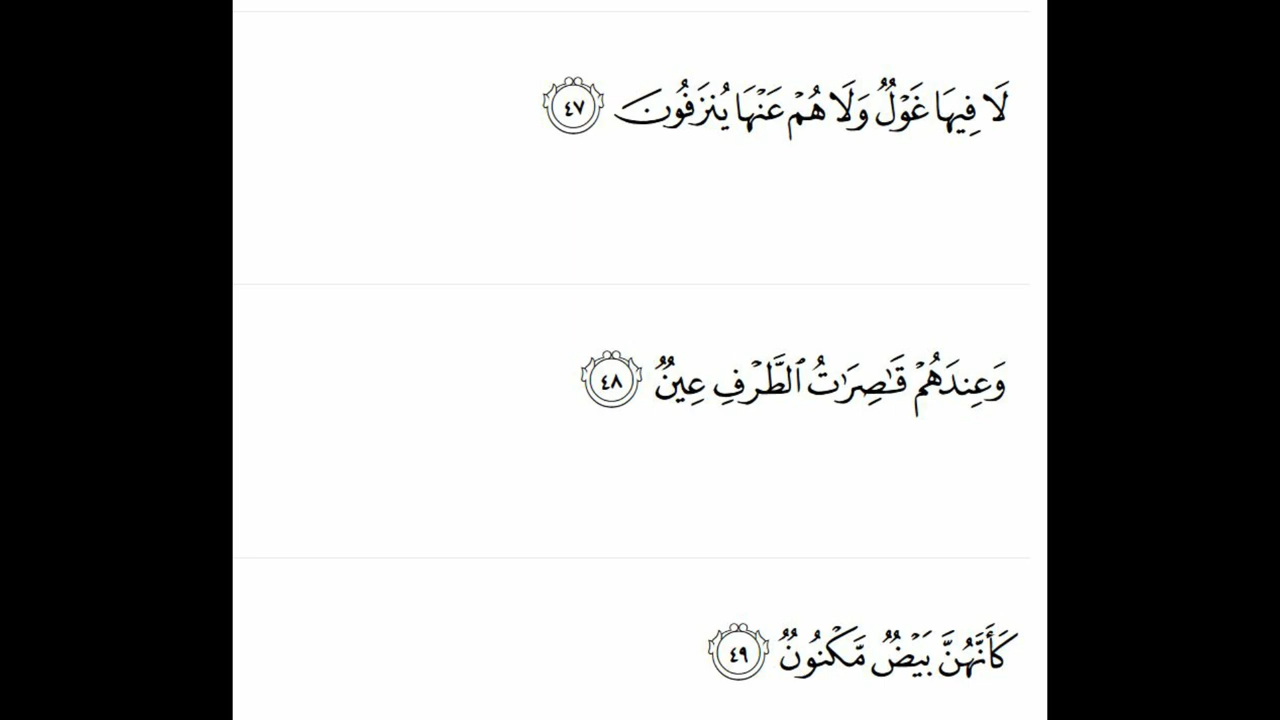 لَا فِيهَا غَوْلٌ وَلَا هُمْ عَنْهَا يُنزَفُونَ ٤٧
وَعِندَهُمْ قَـٰصِرَٰتُ ٱلطَّرْفِ عِينٌ ٤٨
كَأَنَّهُنَّ بَيْضٌ مَّكْنُونٌ ٤٩